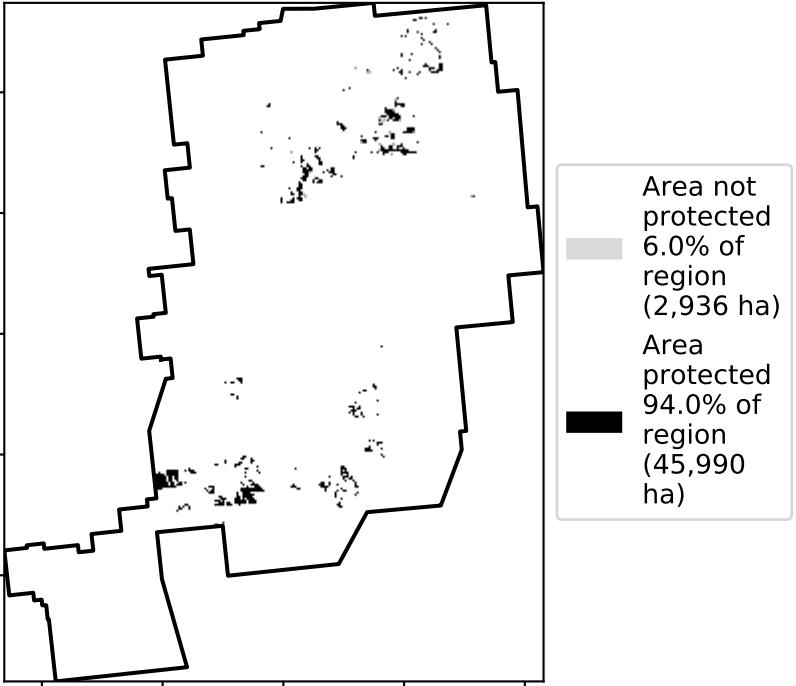 Area not
protected
6.0% of
region
(2,936 ha)
Area
protected
94.0% of
region
(45,990
ha)